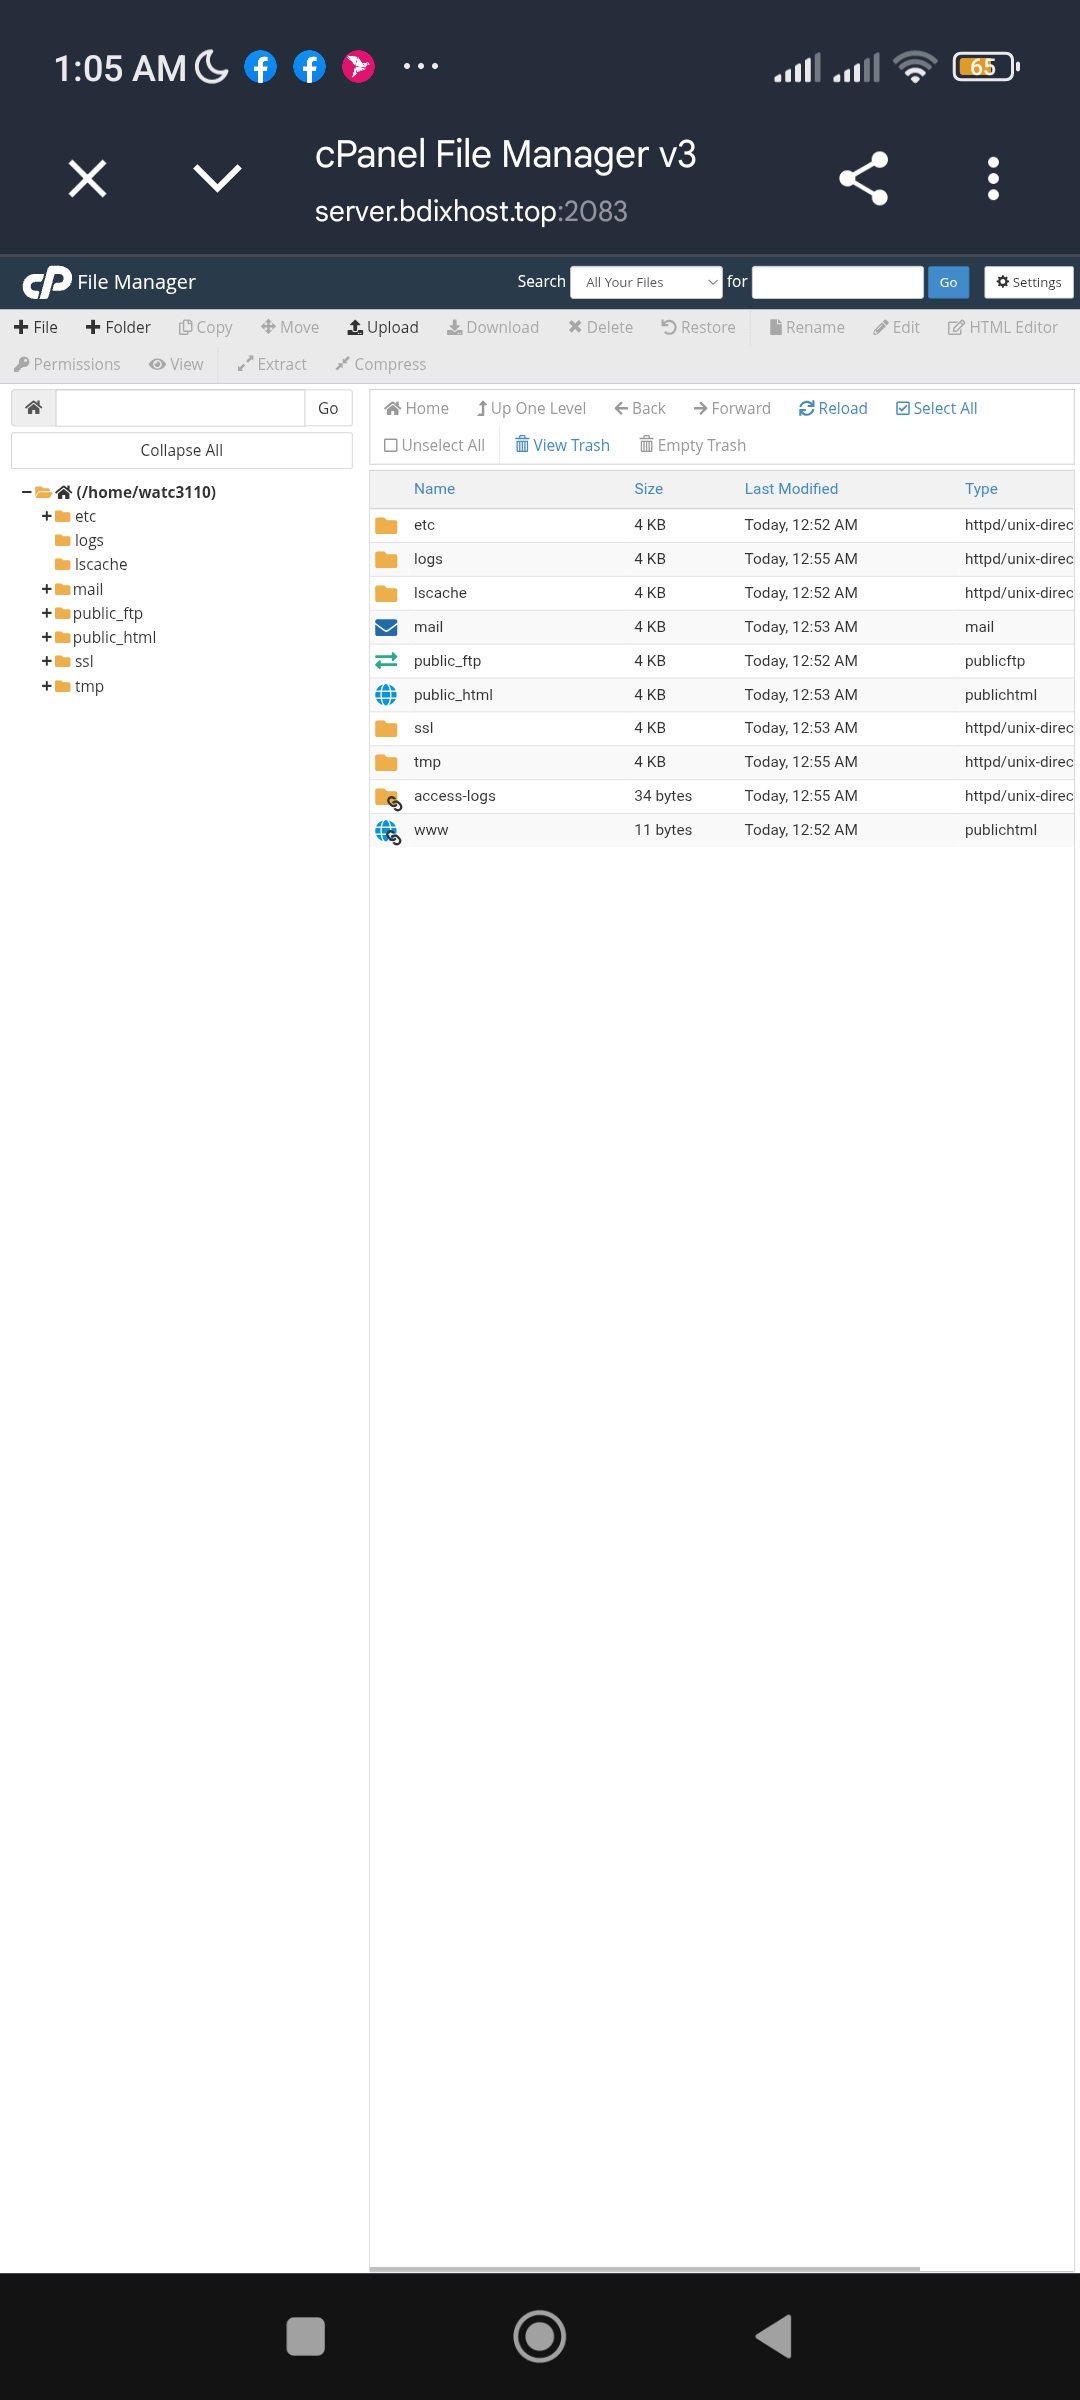 1:05 AM
65
cPanel File Manager v3
server.bdixhost.top:2083
cP File Manager Search All Your Files for Go Settings
File Folder Copy Move Upload Download Delete Restore Rename Edit HTML Editor
Permissions View Extract Compress
Go
Collapse All
(/home/watc3110)
etc
logs
lscache
mail
public_ftp
public_html
ssl
tmp
Home Up One Level Back Forward Reload Select All
Unselect All View Trash Empty Trash
Name Size Last Modified Type
etc 4 KB Today, 12:52 AM httpd/unix-direc
logs 4 KB Today, 12:55 AM httpd/unix-direc
lscache 4 KB Today, 12:52 AM httpd/unix-direc
mail 4 KB Today, 12:53 AM mail
public_ftp 4 KB Today, 12:52 AM publicftp
public_html 4 KB Today, 12:53 AM publichtml
ssl 4 KB Today, 12:53 AM httpd/unix-direc
tmp 4 KB Today, 12:55 AM httpd/unix-direc
access-logs 34 bytes Today, 12:55 AM httpd/unix-direc
www 11 bytes Today, 12:52 AM publichtml